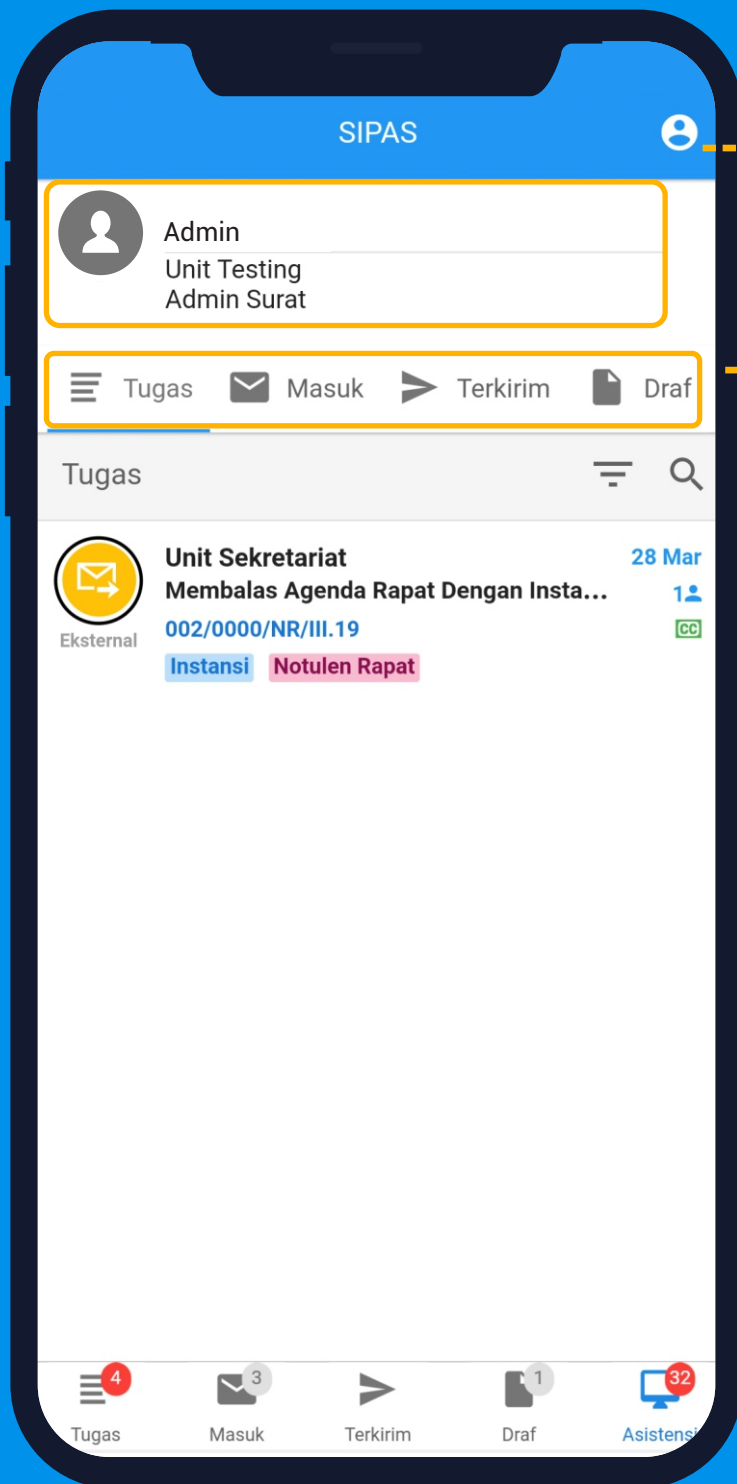 SIPAS
Admin
Unit Testing
Admin Surat
Tugas Masuk Terkirim Draf
Tugas
Unit Sekretariat 28 Mar
Membalas Agenda Rapat Dengan Insta... 1
Eksternal 002/0000/NR/III.19 CC
Instansi Notulen Rapat
4 3 1 32
Tugas Masuk Terkirim Draf Asistensi